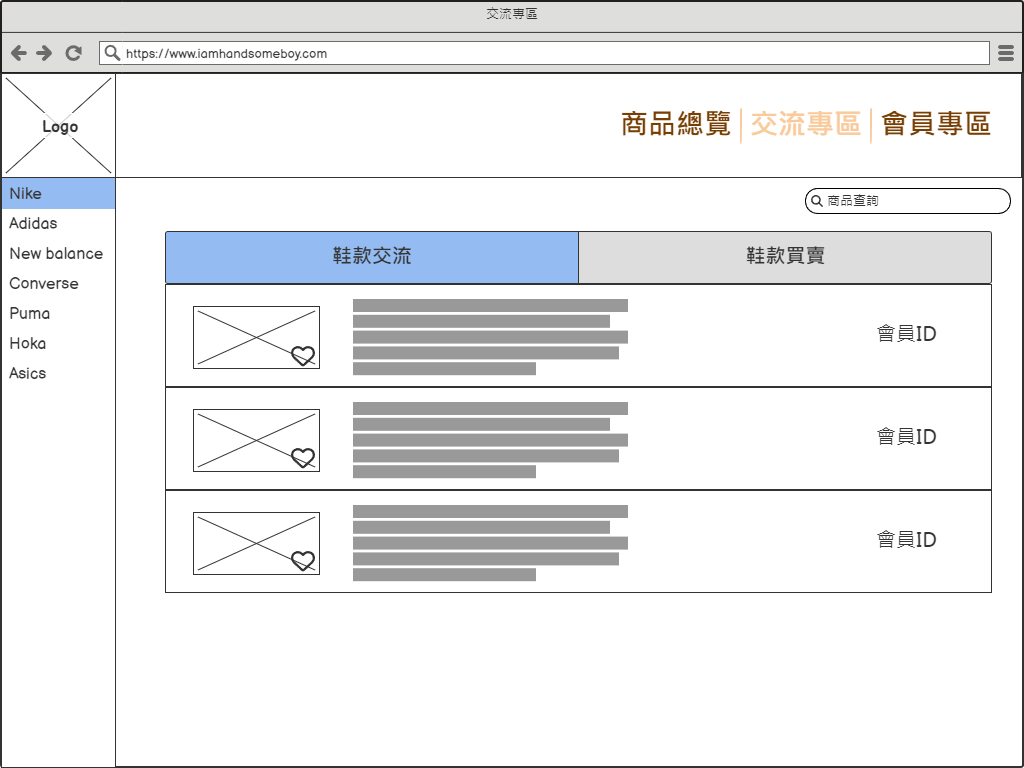 交流專區
https://www.iamhandsomeboy.com
Logo
商品總覽 交流專區 會員專區
Nike
Adidas
New balance
Converse
Puma
Hoka
Asics
商品查詢
鞋款交流 鞋款買賣
會員ID
會員ID
會員ID